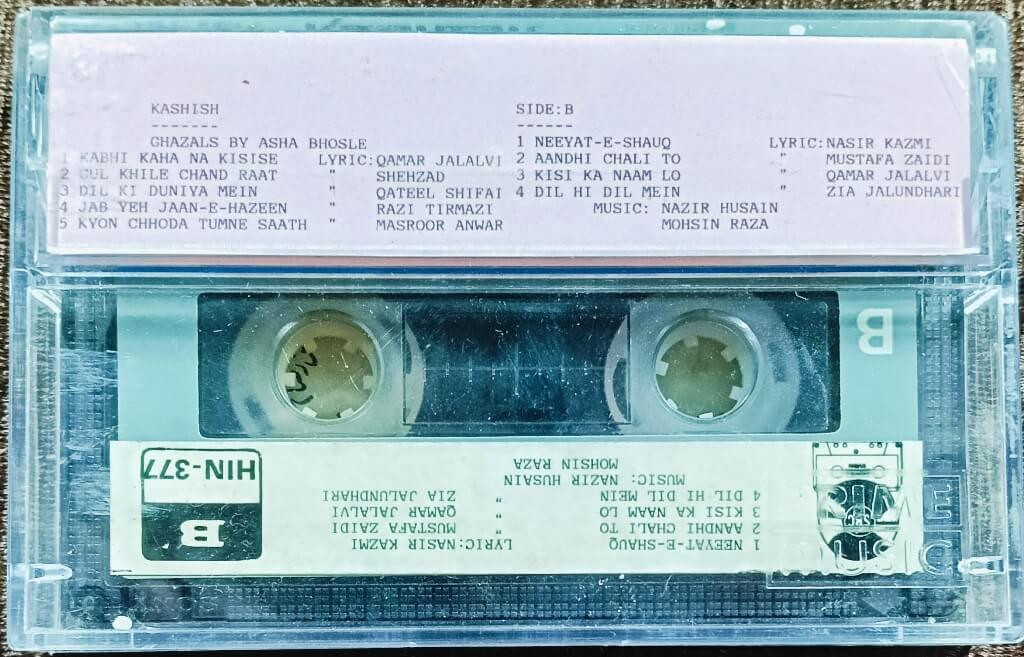 KASHISH
-------
GHAZALS BY ASHA BHOSLE
1 KABHI KAHA NA KISISE LYRIC:QAMAR JALALVI
2 GUL KHILE CHAND RAAT " SHEHZAD
3 DIL KI DUNIYA MEIN " QATEEL SHIFAI
4 JAB YEH JAAN-E-HAZEEN " RAZI TIRMAZI
5 KYON CHHODA TUMNE SAATH " MASROOR ANWAR
SIDE:B
------
1 NEEYAT-E-SHAUQ LYRIC:NASIR KAZMI
2 AANDHI CHALI TO " MUSTAFA ZAIDI
3 KISI KA NAAM LO " QAMAR JALALVI
4 DIL HI DIL MEIN " ZIA JALUNDHARI
MUSIC: NAZIR HUSAIN
MOHSIN RAZA
B
B
HIN-377
1 NEEYAT-E-SHAUQ LYRIC:NASIR KAZMI
2 AANDHI CHALI TO " MUSTAFA ZAIDI
3 KISI KA NAAM LO " QAMAR JALALVI
4 DIL HI DIL MEIN " ZIA JALUNDHARI
MUSIC: NAZIR HUSAIN
MOHSIN RAZA
MUSIC